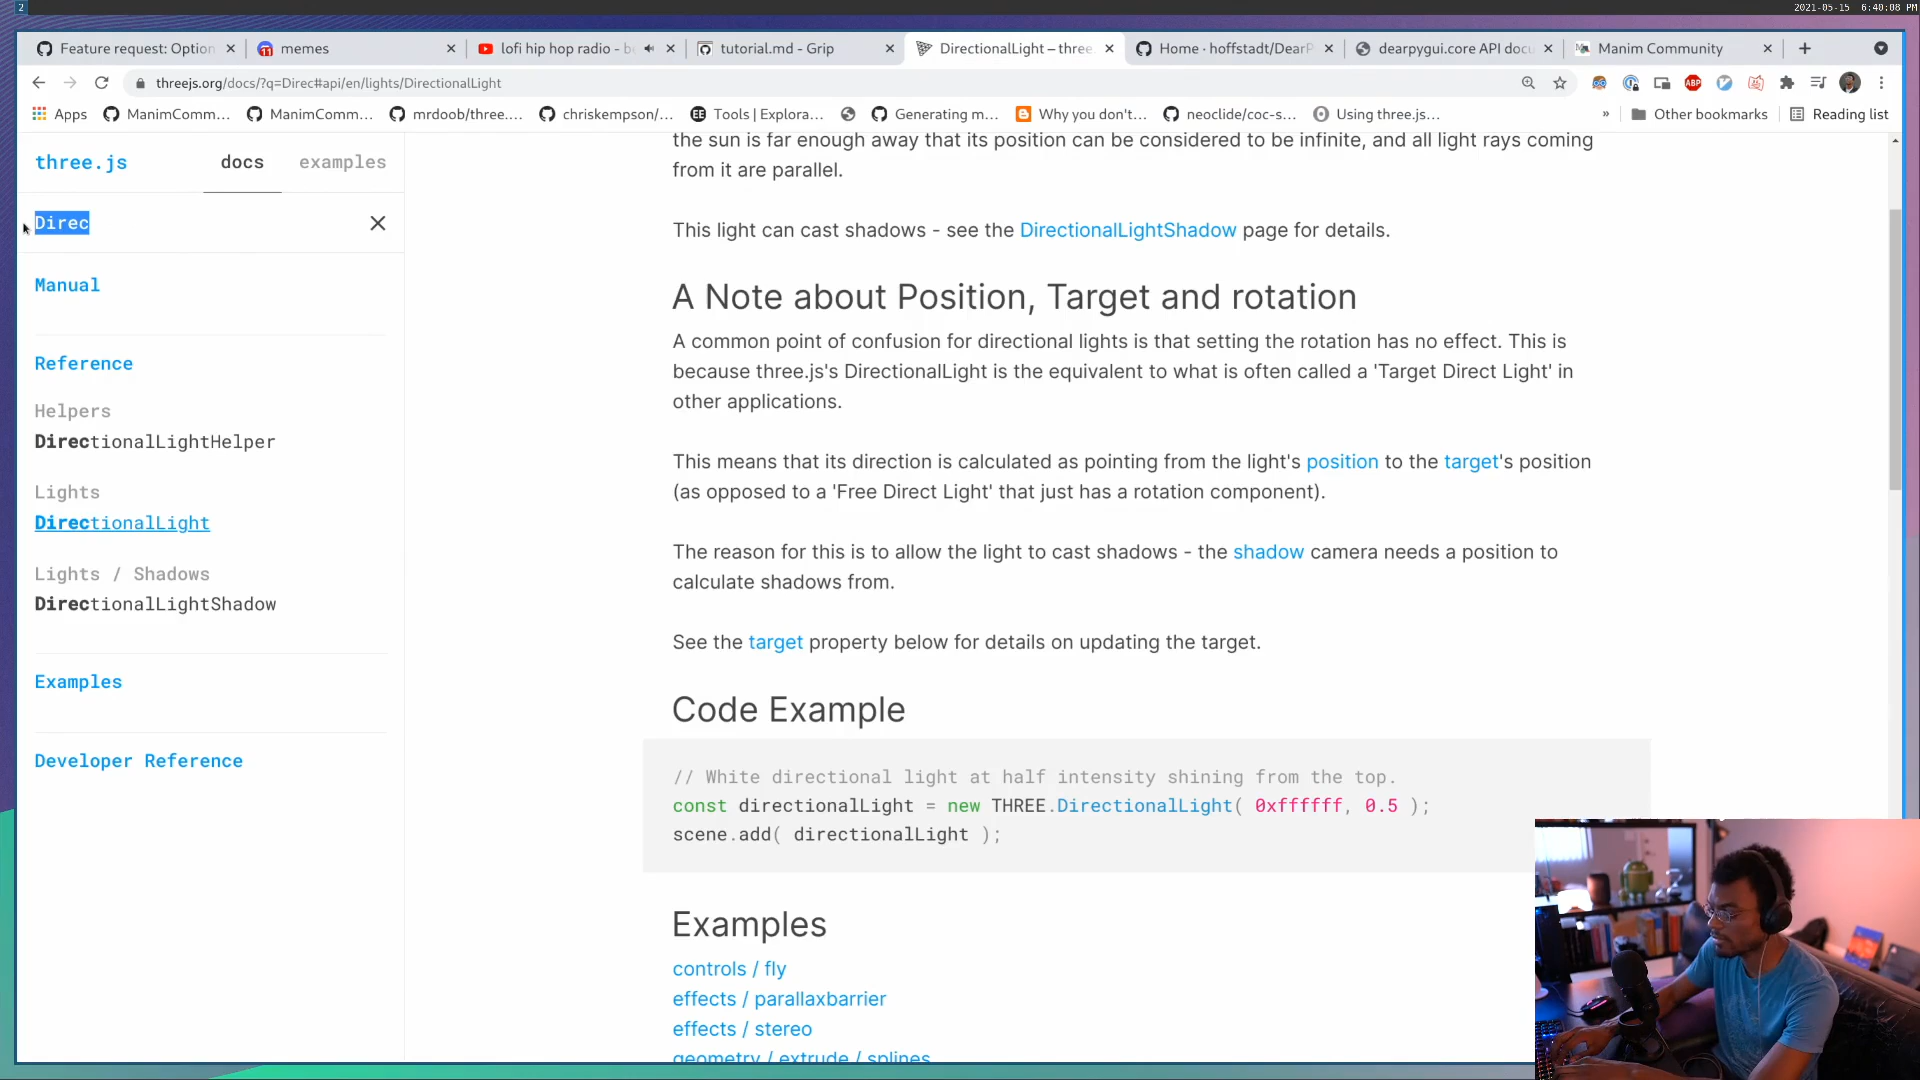 2
2021-05-15 6:40:08 PM
Feature request: Option
memes
lofi hip hop radio - b
tutorial.md - Grip
DirectionalLight – three.
Home · hoffstadt/DearP
dearpygui.core API docu
Manim Community
threejs.org/docs/?q=Direc#api/en/lights/DirectionalLight
ABP
Apps
ManimComm...
ManimComm...
mrdoob/three....
chriskempson/...
EE Tools | Explora...
Generating m...
Why you don't...
neoclide/coc-s...
Using three.js...
»
Other bookmarks
Reading list
three.js
docs
examples
Direc
Manual
Reference
Helpers
DirectionalLightHelper
Lights
DirectionalLight
Lights / Shadows
DirectionalLightShadow
Examples
Developer Reference
the sun is far enough away that its position can be considered to be infinite, and all light rays coming
from it are parallel.
This light can cast shadows - see the DirectionalLightShadow page for details.
A Note about Position, Target and rotation
A common point of confusion for directional lights is that setting the rotation has no effect. This is
because three.js's DirectionalLight is the equivalent to what is often called a 'Target Direct Light' in
other applications.
This means that its direction is calculated as pointing from the light's position to the target's position
(as opposed to a 'Free Direct Light' that just has a rotation component).
The reason for this is to allow the light to cast shadows - the shadow camera needs a position to
calculate shadows from.
See the target property below for details on updating the target.
Code Example
// White directional light at half intensity shining from the top.
const directionalLight = new THREE.DirectionalLight( 0xffffff, 0.5 );
scene.add( directionalLight );
Examples
controls / fly
effects / parallaxbarrier
effects / stereo
geometry / extrude / splines